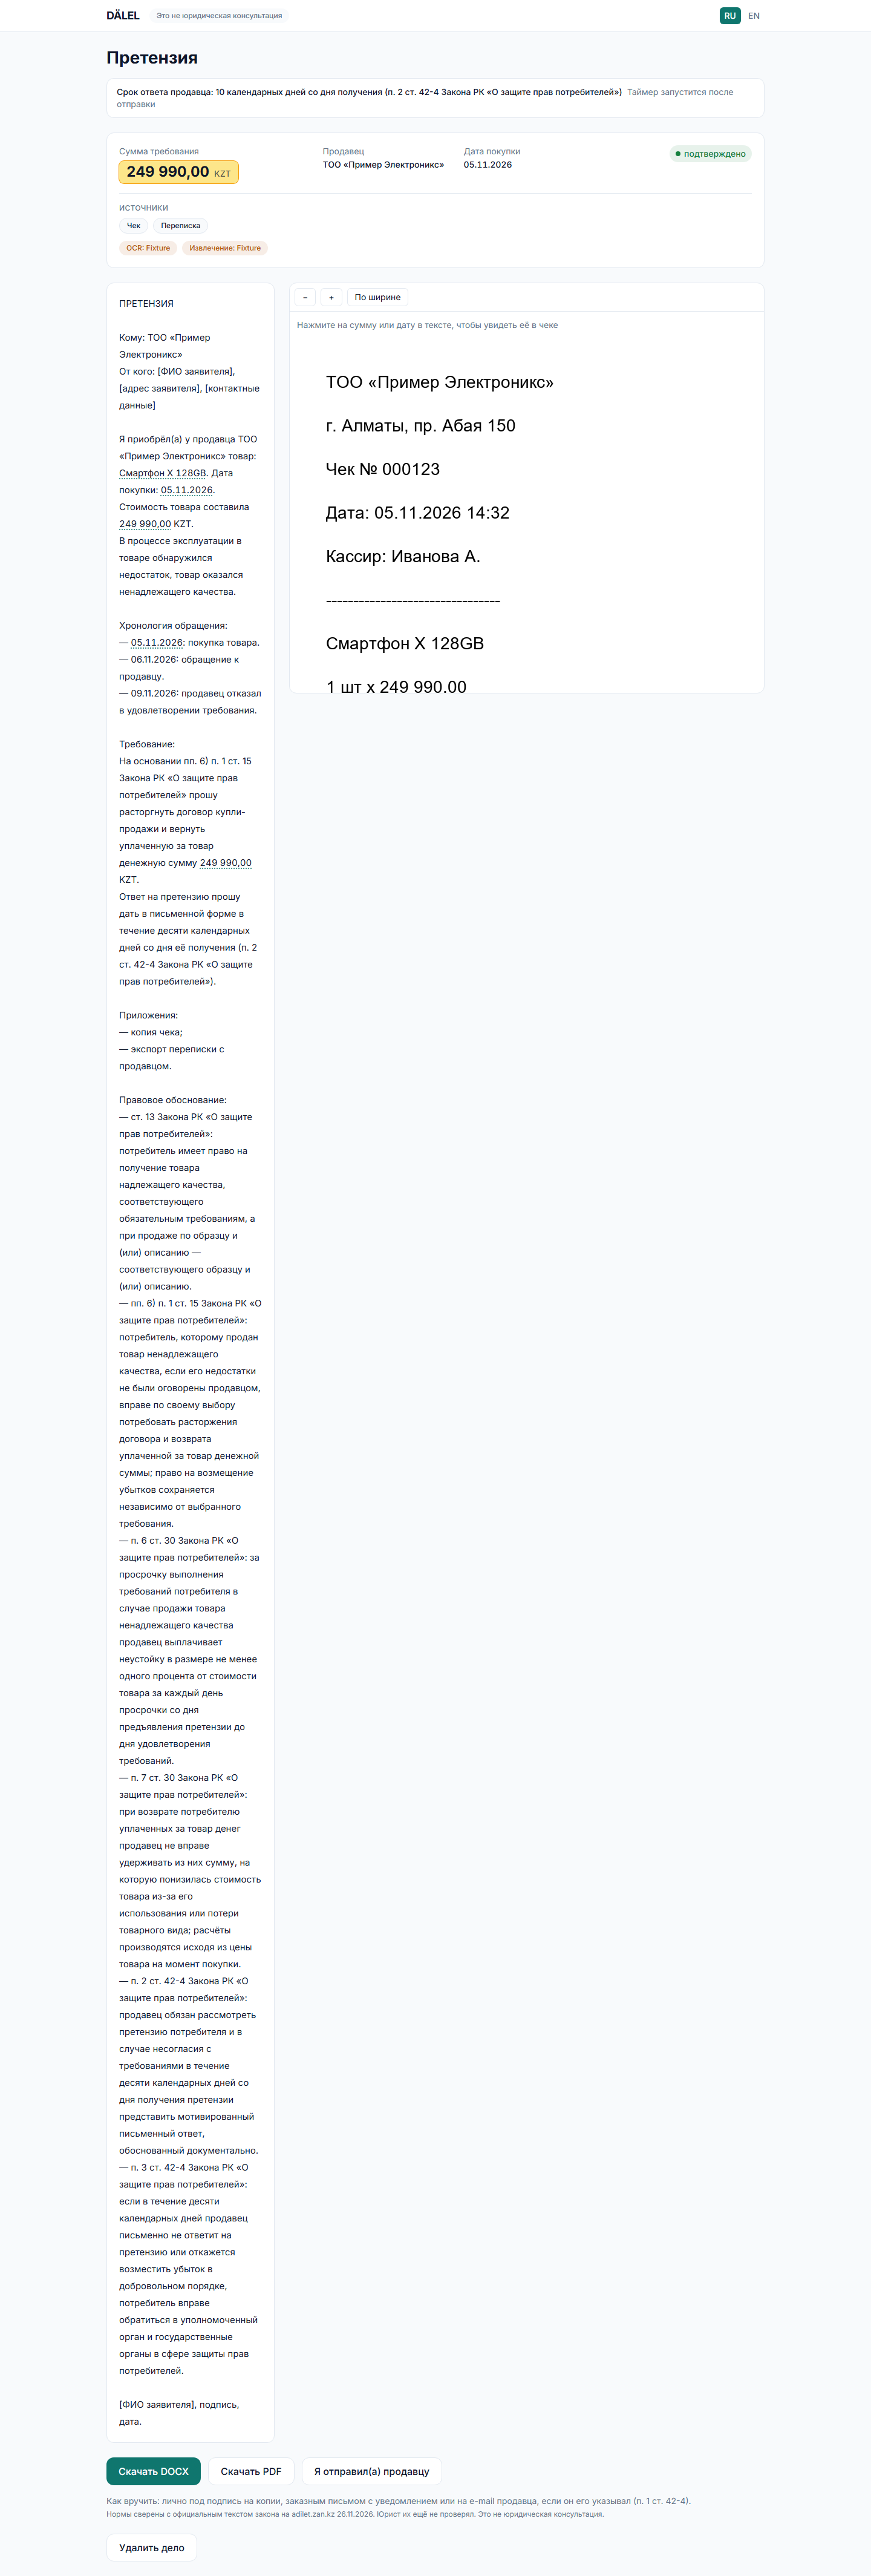 DÄLEL
Это не юридическая консультация
RU
EN
Претензия
Срок ответа продавца: 10 календарных дней со дня получения (п. 2 ст. 42-4 Закона РК «О защите прав потребителей») Таймер запустится после
отправки
Сумма требования
249 990,00 KZT
Продавец
ТОО «Пример Электроникс»
Дата покупки
05.11.2026
подтверждено
ИСТОЧНИКИ
Чек
Переписка
OCR: Fixture
Извлечение: Fixture
ПРЕТЕНЗИЯ
Кому: ТОО «Пример
Электроникс»
От кого: [ФИО заявителя],
[адрес заявителя], [контактные
данные]
Я приобрёл(а) у продавца ТОО
«Пример Электроникс» товар:
Смартфон X 128GB. Дата
покупки: 05.11.2026.
Стоимость товара составила
249 990,00 KZT.
В процессе эксплуатации в
товаре обнаружился
недостаток, товар оказался
ненадлежащего качества.
Хронология обращения:
— 05.11.2026: покупка товара.
— 06.11.2026: обращение к
продавцу.
— 09.11.2026: продавец отказал
в удовлетворении требования.
Требование:
На основании пп. 6) п. 1 ст. 15
Закона РК «О защите прав
потребителей» прошу
расторгнуть договор купли-
продажи и вернуть
уплаченную за товар
денежную сумму 249 990,00
KZT.
Ответ на претензию прошу
дать в письменной форме в
течение десяти календарных
дней со дня её получения (п. 2
ст. 42-4 Закона РК «О защите
прав потребителей»).
Приложения:
— копия чека;
— экспорт переписки с
продавцом.
Правовое обоснование:
— ст. 13 Закона РК «О защите
прав потребителей»:
потребитель имеет право на
получение товара
надлежащего качества,
соответствующего
обязательным требованиям, а
при продаже по образцу и
(или) описанию —
соответствующего образцу и
(или) описанию.
— пп. 6) п. 1 ст. 15 Закона РК «О
защите прав потребителей»:
потребитель, которому продан
товар ненадлежащего
качества, если его недостатки
не были оговорены продавцом,
вправе по своему выбору
потребовать расторжения
договора и возврата
уплаченной за товар денежной
суммы; право на возмещение
убытков сохраняется
независимо от выбранного
требования.
— п. 6 ст. 30 Закона РК «О
защите прав потребителей»: за
просрочку выполнения
требований потребителя в
случае продажи товара
ненадлежащего качества
продавец выплачивает
неустойку в размере не менее
одного процента от стоимости
товара за каждый день
просрочки со дня
предъявления претензии до
дня удовлетворения
требований.
— п. 7 ст. 30 Закона РК «О
защите прав потребителей»:
при возврате потребителю
уплаченных за товар денег
продавец не вправе
удерживать из них сумму, на
которую понизилась стоимость
товара из-за его
использования или потери
товарного вида; расчёты
производятся исходя из цены
товара на момент покупки.
— п. 2 ст. 42-4 Закона РК «О
защите прав потребителей»:
продавец обязан рассмотреть
претензию потребителя и в
случае несогласия с
требованиями в течение
десяти календарных дней со
дня получения претензии
представить мотивированный
письменный ответ,
обоснованный документально.
— п. 3 ст. 42-4 Закона РК «О
защите прав потребителей»:
если в течение десяти
календарных дней продавец
письменно не ответит на
претензию или откажется
возместить убыток в
добровольном порядке,
потребитель вправе
обратиться в уполномоченный
орган и государственные
органы в сфере защиты прав
потребителей.
[ФИО заявителя], подпись,
дата.
−
+
По ширине
Нажмите на сумму или дату в тексте, чтобы увидеть её в чеке
ТОО «Пример Электроникс»
г. Алматы, пр. Абая 150
Чек № 000123
Дата: 05.11.2026 14:32
Кассир: Иванова А.
--------------------------------
Смартфон X 128GB
1 шт x 249 990.00
Скачать DOCX
Скачать PDF
Я отправил(а) продавцу
Как вручить: лично под подпись на копии, заказным письмом с уведомлением или на e-mail продавца, если он его указывал (п. 1 ст. 42-4).
Нормы сверены с официальным текстом закона на adilet.zan.kz 26.11.2026. Юрист их ещё не проверял. Это не юридическая консультация.
Удалить дело